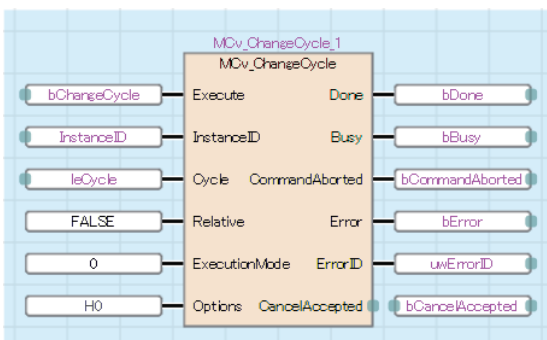 MCv_ChangeCycle_1
MCv_ChangeCycle
bChangeCycle Execute Done bDone
InstanceID InstanceID Busy bBusy
leCycle Cycle CommandAborted bCommandAborted
FALSE Relative Error bError
0 ExecutionMode ErrorID uwErrorID
H0 Options CancelAccepted bCancelAccepted